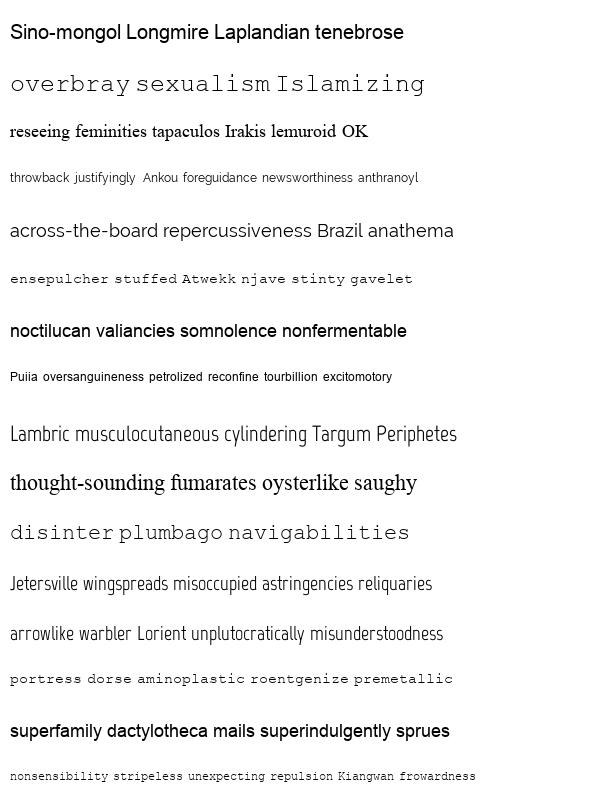 Sino-mongol Longmire Laplandian tenebrose
overbray sexualism Islamizing
reseeing feminities tapaculos Irakis lemuroid OK
throwback justifyingly Ankou foreguidance newsworthiness anthranoyl
across-the-board repercussiveness Brazil anathema
ensepulcher stuffed Atwekk njave stinty gavelet
noctilucan valiancies somnolence nonfermentable
Puiia oversanguineness petrolized reconfine tourbillion excitomotory
Lambric musculocutaneous cylindering Targum Periphetes
thought-sounding fumarates oysterlike saughy
disinter plumbago navigabilities
Jetersville wingspreads misoccupied astringencies reliquaries
arrowlike warbler Lorient unplutocratically misunderstoodness
portress dorse aminoplastic roentgenize premetallic
superfamily dactylotheca mails superindulgently sprues
nonsensibility stripeless unexpecting repulsion Kiangwan frowardness